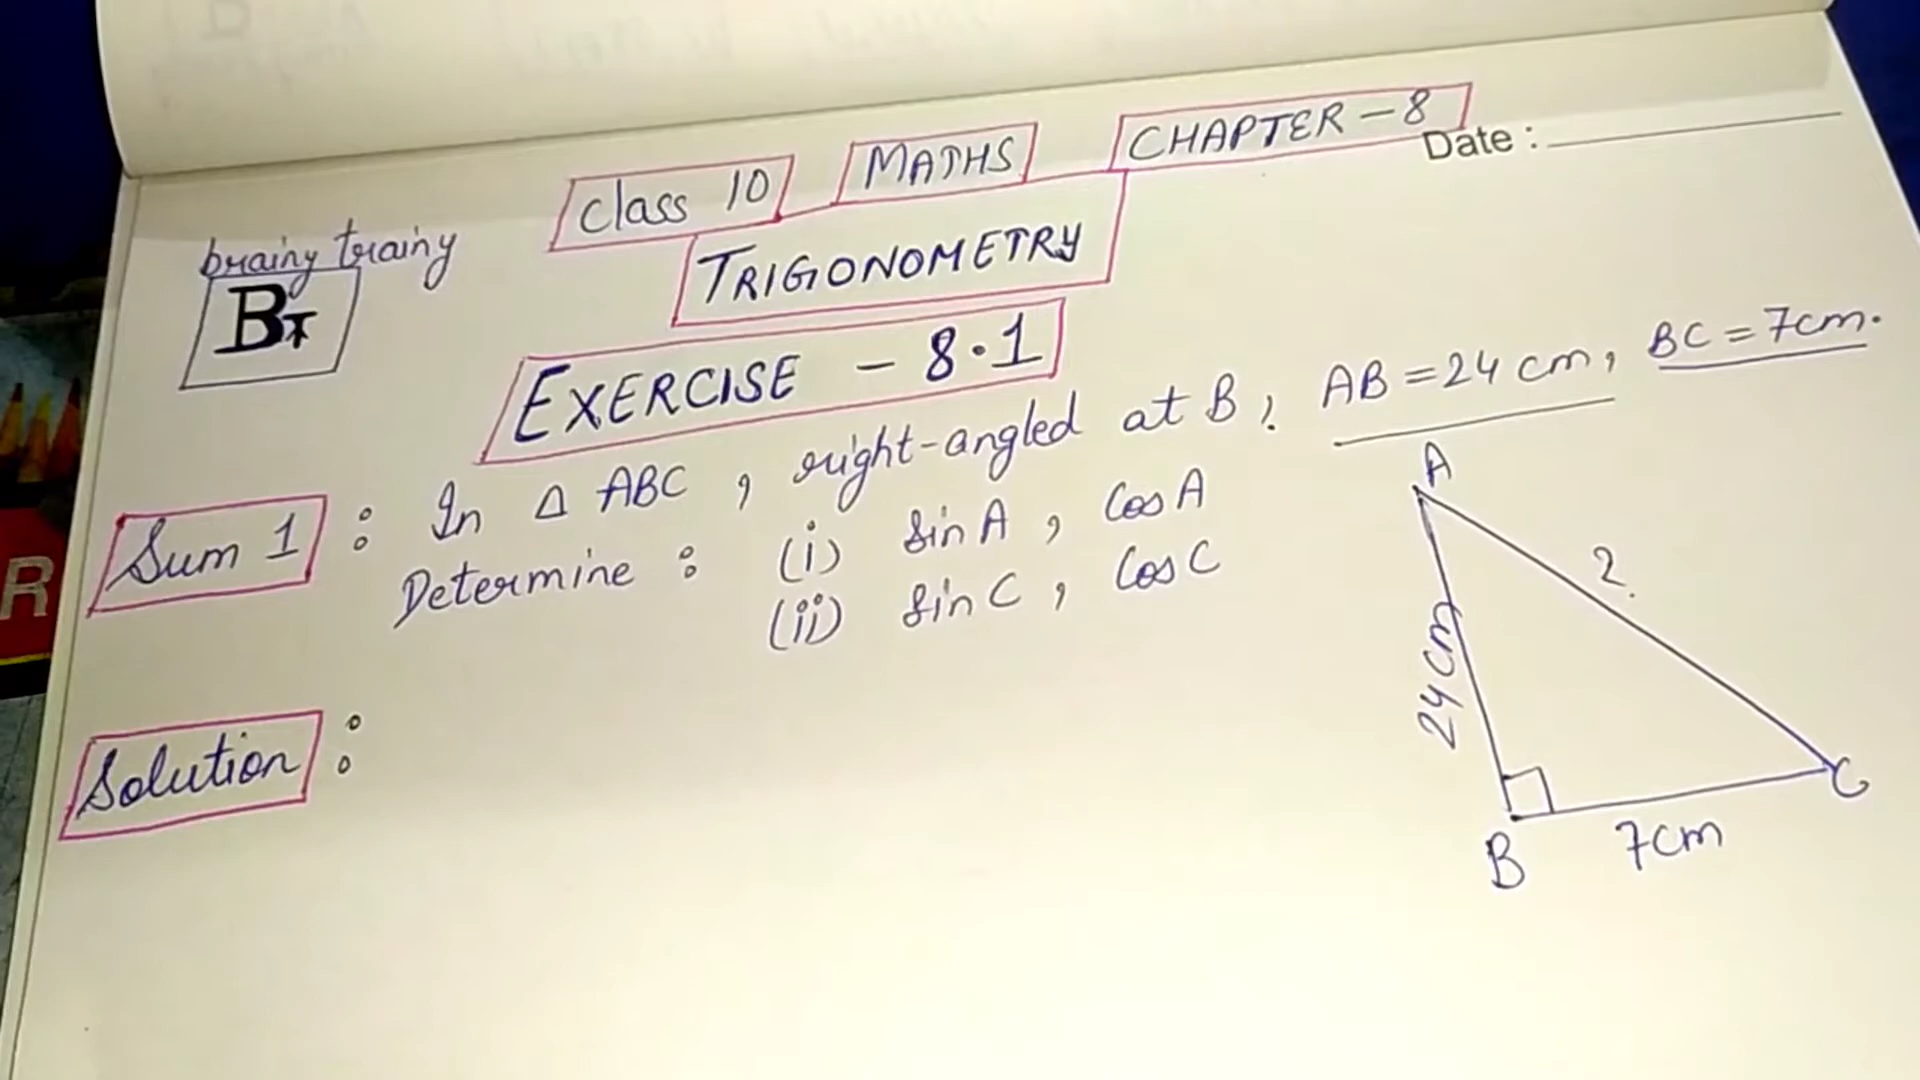 Class 10 MATHS CHAPTER - 8
Date :
brainy trainy
BT
TRIGONOMETRY
EXERCISE - 8.1
Sum 1 : In Δ ABC , right-angled at B, AB = 24 cm, BC = 7cm.
Determine : (i) sin A , Cos A
(ii) sin C , Cos C
Solution :
A
?
24cm
B
7cm
C
R